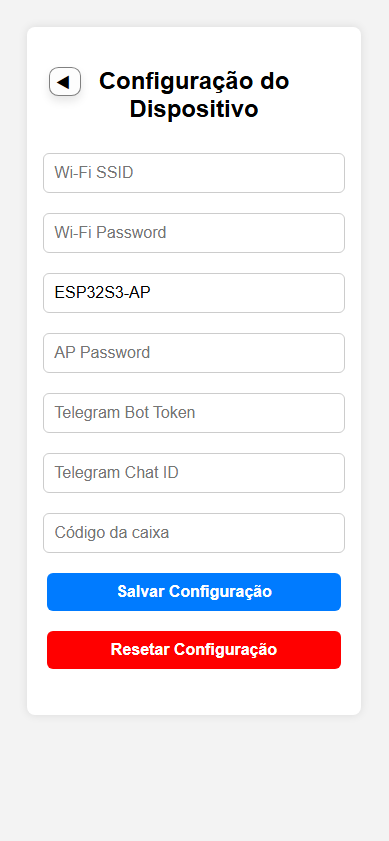 Configuração do
Dispositivo
Wi-Fi SSID
Wi-Fi Password
ESP32S3-AP
AP Password
Telegram Bot Token
Telegram Chat ID
Código da caixa
Salvar Configuração
Resetar Configuração